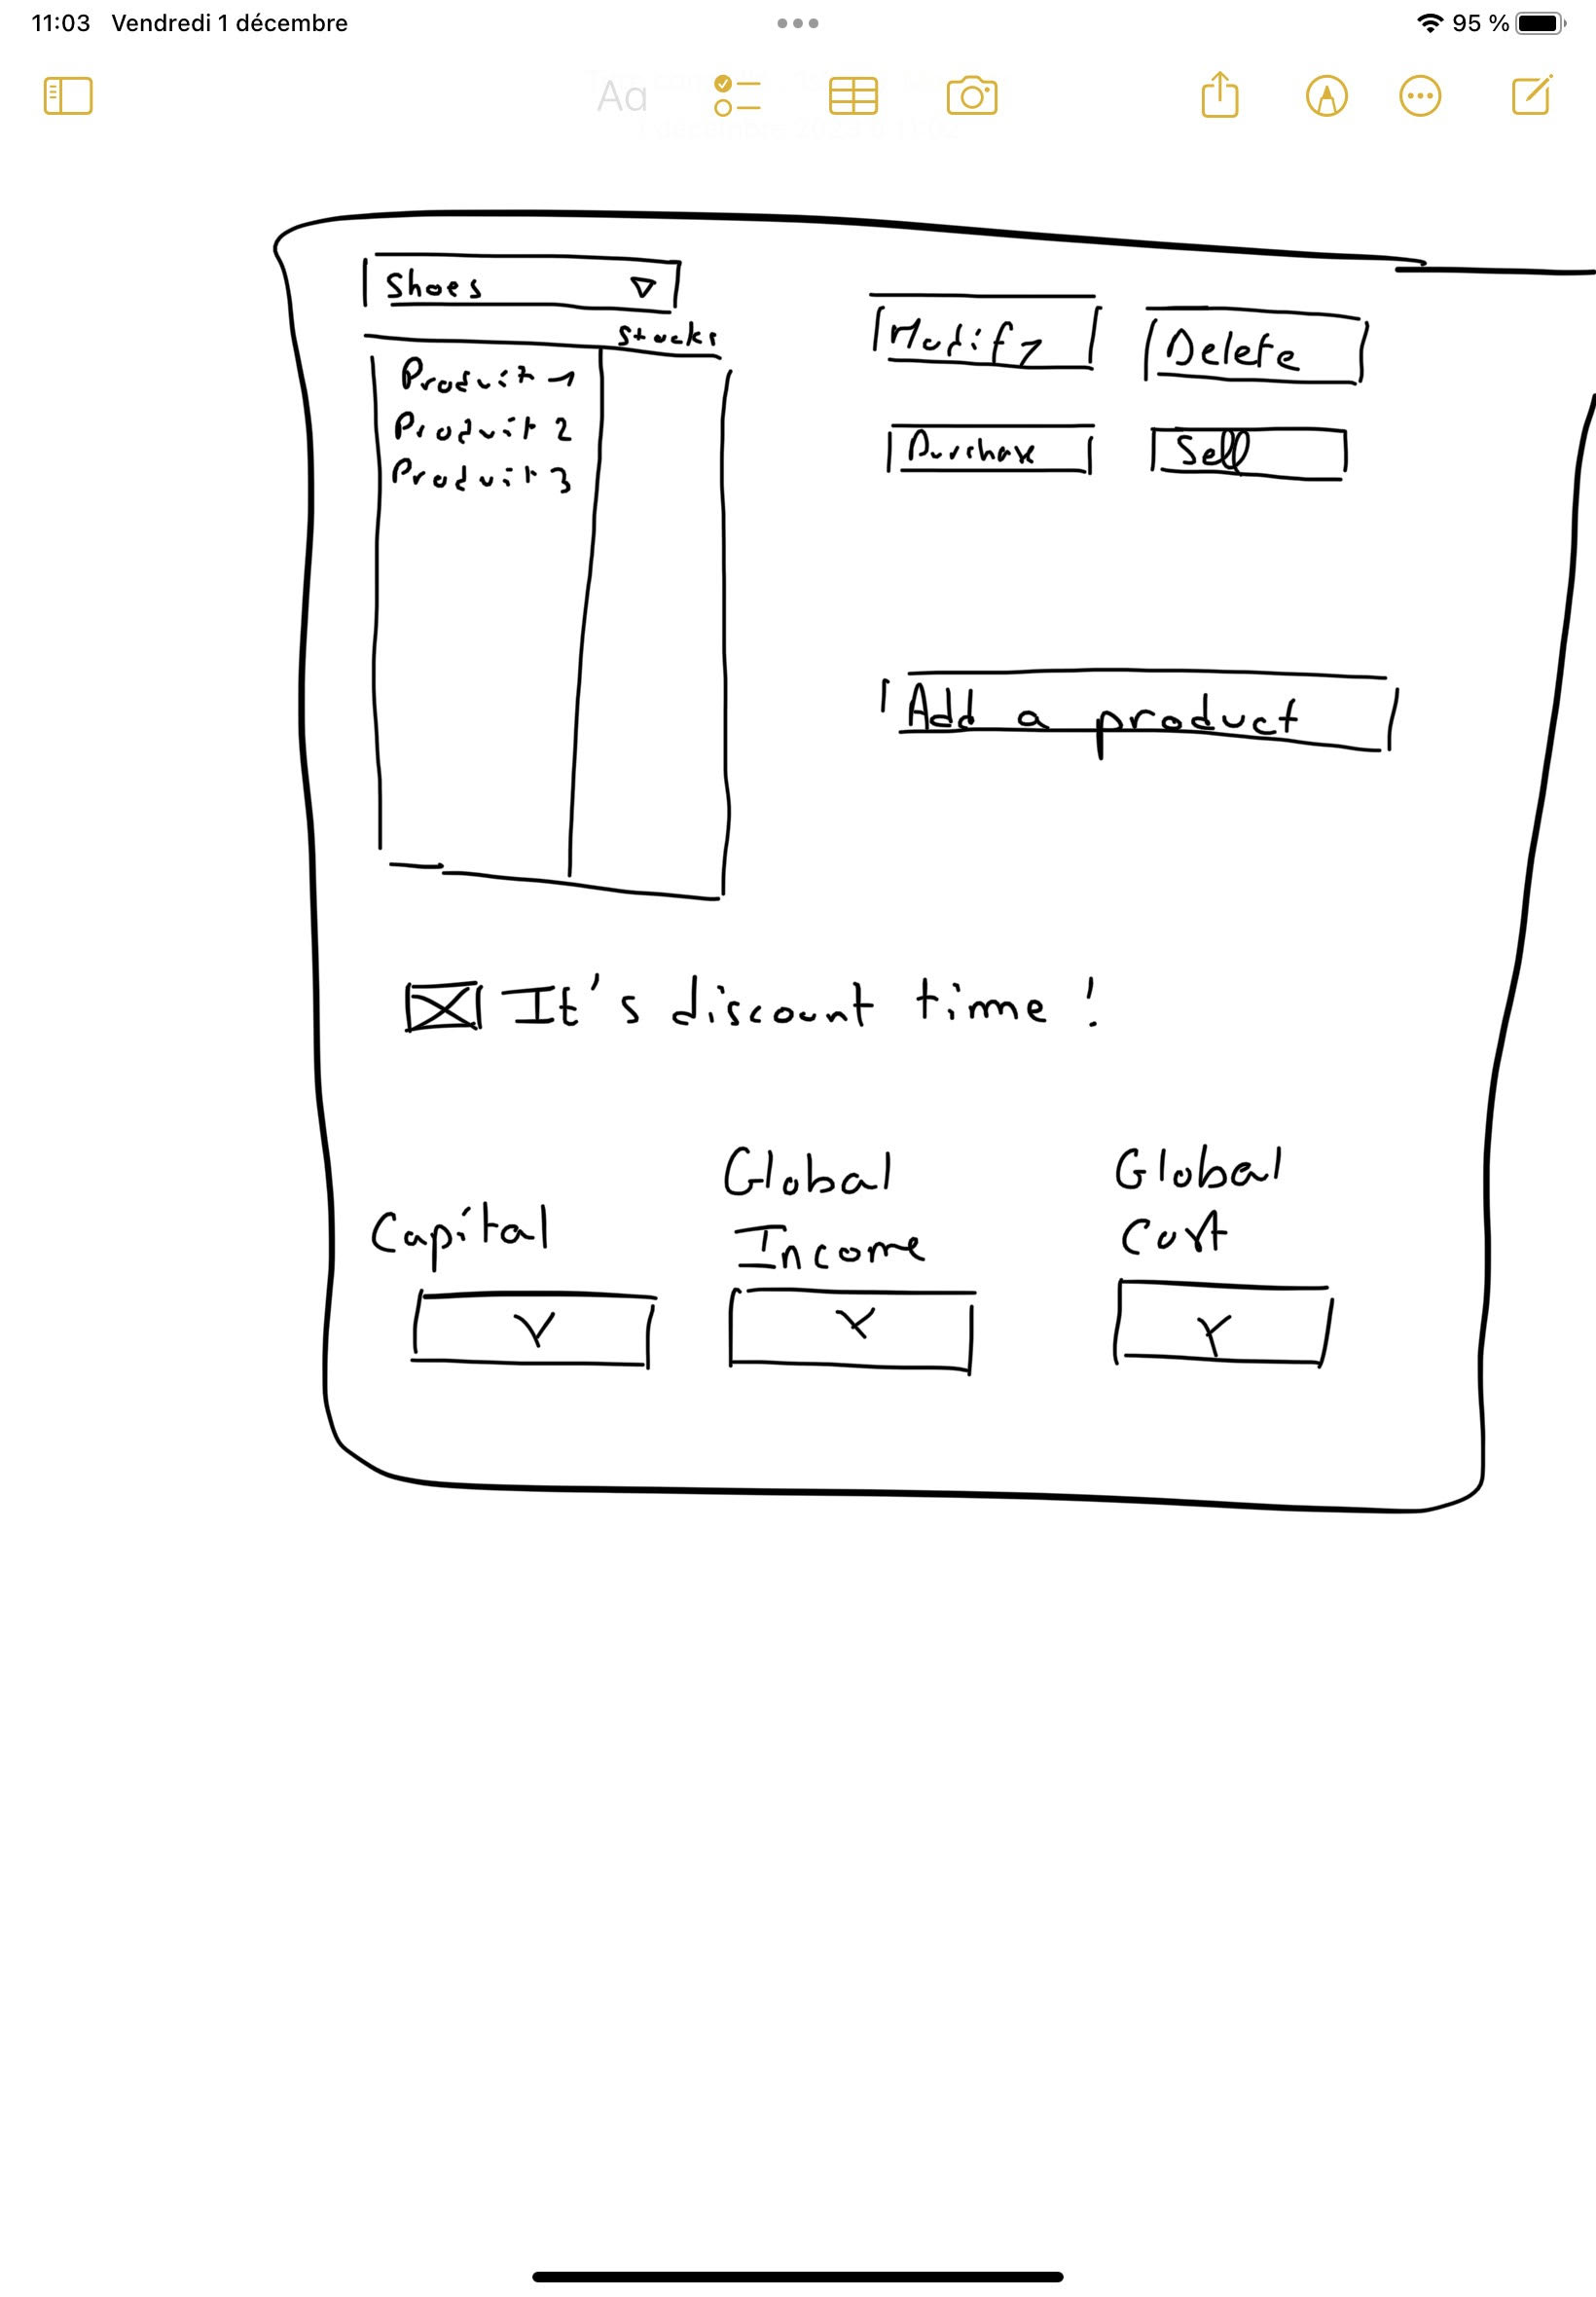 11:03 Vendredi 1 décembre
95 %
Aa
Shoes
Stocks
Produit 1
Produit 2
Produit 3
Modify
Delete
Purchase
Sell
Add a product
It's discount time !
Capital
Global
Income
Global
Cost
Y
Y
Y